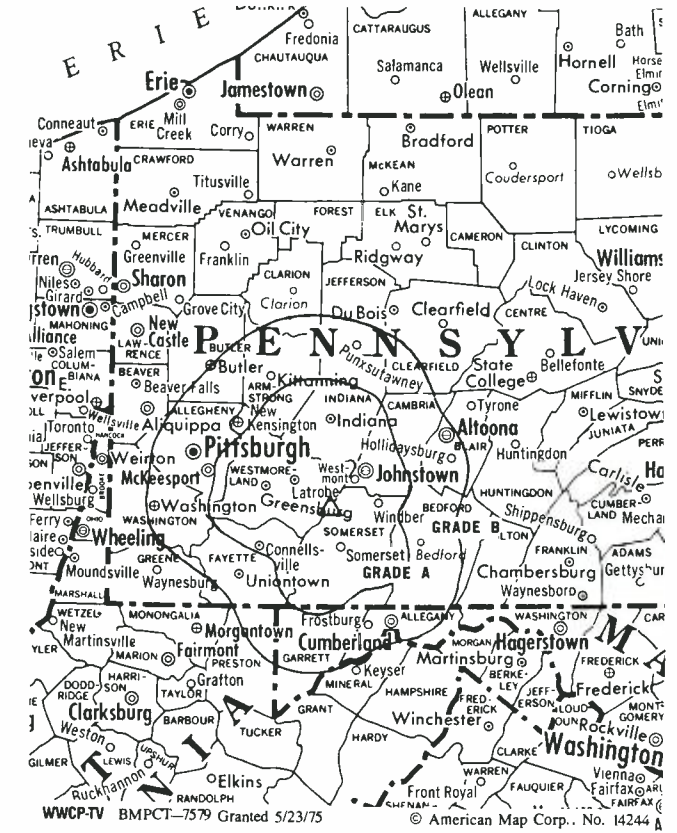 ERIE
Fredonia
CATTARAUGUS
ALLEGANY
Bath
CHAUTAUQUA
Hornell
Erie
Salamanca
Wellsville
Jamestown
Olean
Corning
Conneaut
ERIE
Mill
Creek
Corry
WARREN
Bradford
POTTER
TIOGA
Ashtabula
CRAWFORD
Warren
McKEAN
Coudersport
Titusville
Kane
ASHTABULA
Meadville
VENANGO
FOREST
ELK
St.
Marys
TRUMBULL
MERCER
Oil City
CAMERON
CLINTON
LYCOMING
Greenville
Franklin
Ridgway
Hubbard
Sharon
CLARION
JEFFERSON
Jersey Shore
Niles
Girard
Campbell
Clarion
Lock Haven
Grove City
Du Bois
Clearfield
CENTRE
MAHONING
New
Castle
PENNSYLV
LAW-
RENCE
BUTLER
Punxsutawney
Salem
COLUM-
BIANA
BEAVER
Butler
CLEARFIELD
State
College
Bellefonte
Beaver Falls
ARM-
STRONG
Kittanning
INDIANA
CAMBRIA
Tyrone
MIFFLIN
ALLEGHENY
New
Kensington
Indiana
Wellsville
Aliquippa
Altoona
BLAIR
JUNIATA
Toronto
HANCOCK
Pittsburgh
Hollidaysburg
Huntingdon
Weirton
WESTMORE-
LAND
West-
mont
Johnstown
Carlisle
McKeesport
Latrobe
HUNTINGDON
Wellsburg
BROOKE
Washington
Greensburg
Windber
BEDFORD
Shippensburg
CUMBER-
LAND
OHIO
WASHINGTON
SOMERSET
GRADE B
Wheeling
Connells-
ville
Somerset
Bedford
FRANKLIN
ADAMS
GREENE
FAYETTE
Moundsville
Waynesburg
Uniontown
GRADE A
Chambersburg
Waynesboro
MARSHALL
WETZEL
MONONGALIA
Frostburg
ALLEGANY
WASHINGTON
New
Martinsville
Morgantown
Cumberland
MORGAN
Hagerstown
MARION
Fairmont
PRESTON
GARRETT
Keyser
Martinsburg
BERKE-
LEY
FREDERICK
Frederick
DODD-
RIDGE
HARRI-
SON
TAYLOR
Grafton
MINERAL
HAMPSHIRE
FRED-
ERICK
JEFF-
ERSON
Clarksburg
BARBOUR
GRANT
Winchester
MONT-
GOMERY
Rockville
Weston
TUCKER
HARDY
CLARKE
Washington
GILMER
LEWIS
UPSHUR
WARREN
Vienna
Fairfax
Buckhannon
Elkins
RANDOLPH
Front Royal
FAUQUIER
FAIRFAX
WWCP-TV BMPCT-7579 Granted 5/23/75
© American Map Corp., No. 14244